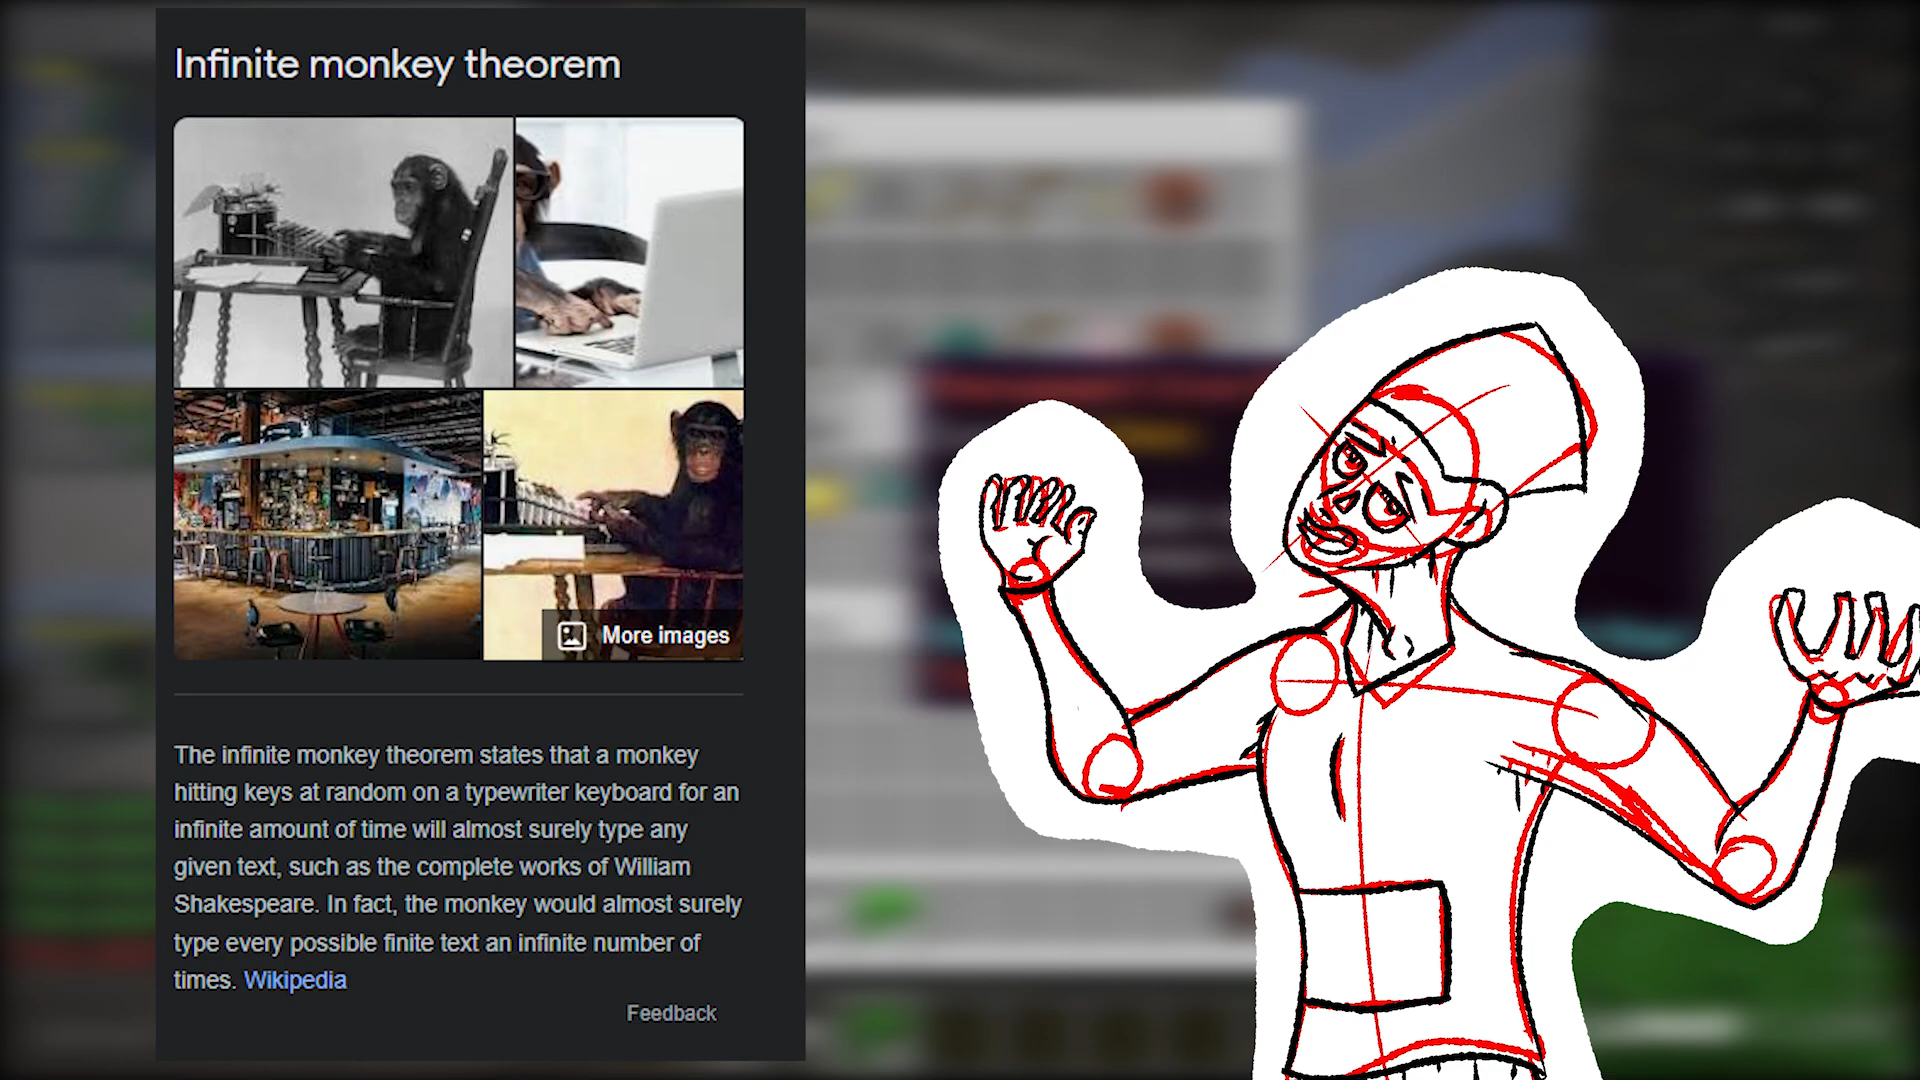 Infinite monkey theorem
More images
The infinite monkey theorem states that a monkey
hitting keys at random on a typewriter keyboard for an
infinite amount of time will almost surely type any
given text, such as the complete works of William
Shakespeare. In fact, the monkey would almost surely
type every possible finite text an infinite number of
times. Wikipedia
Feedback